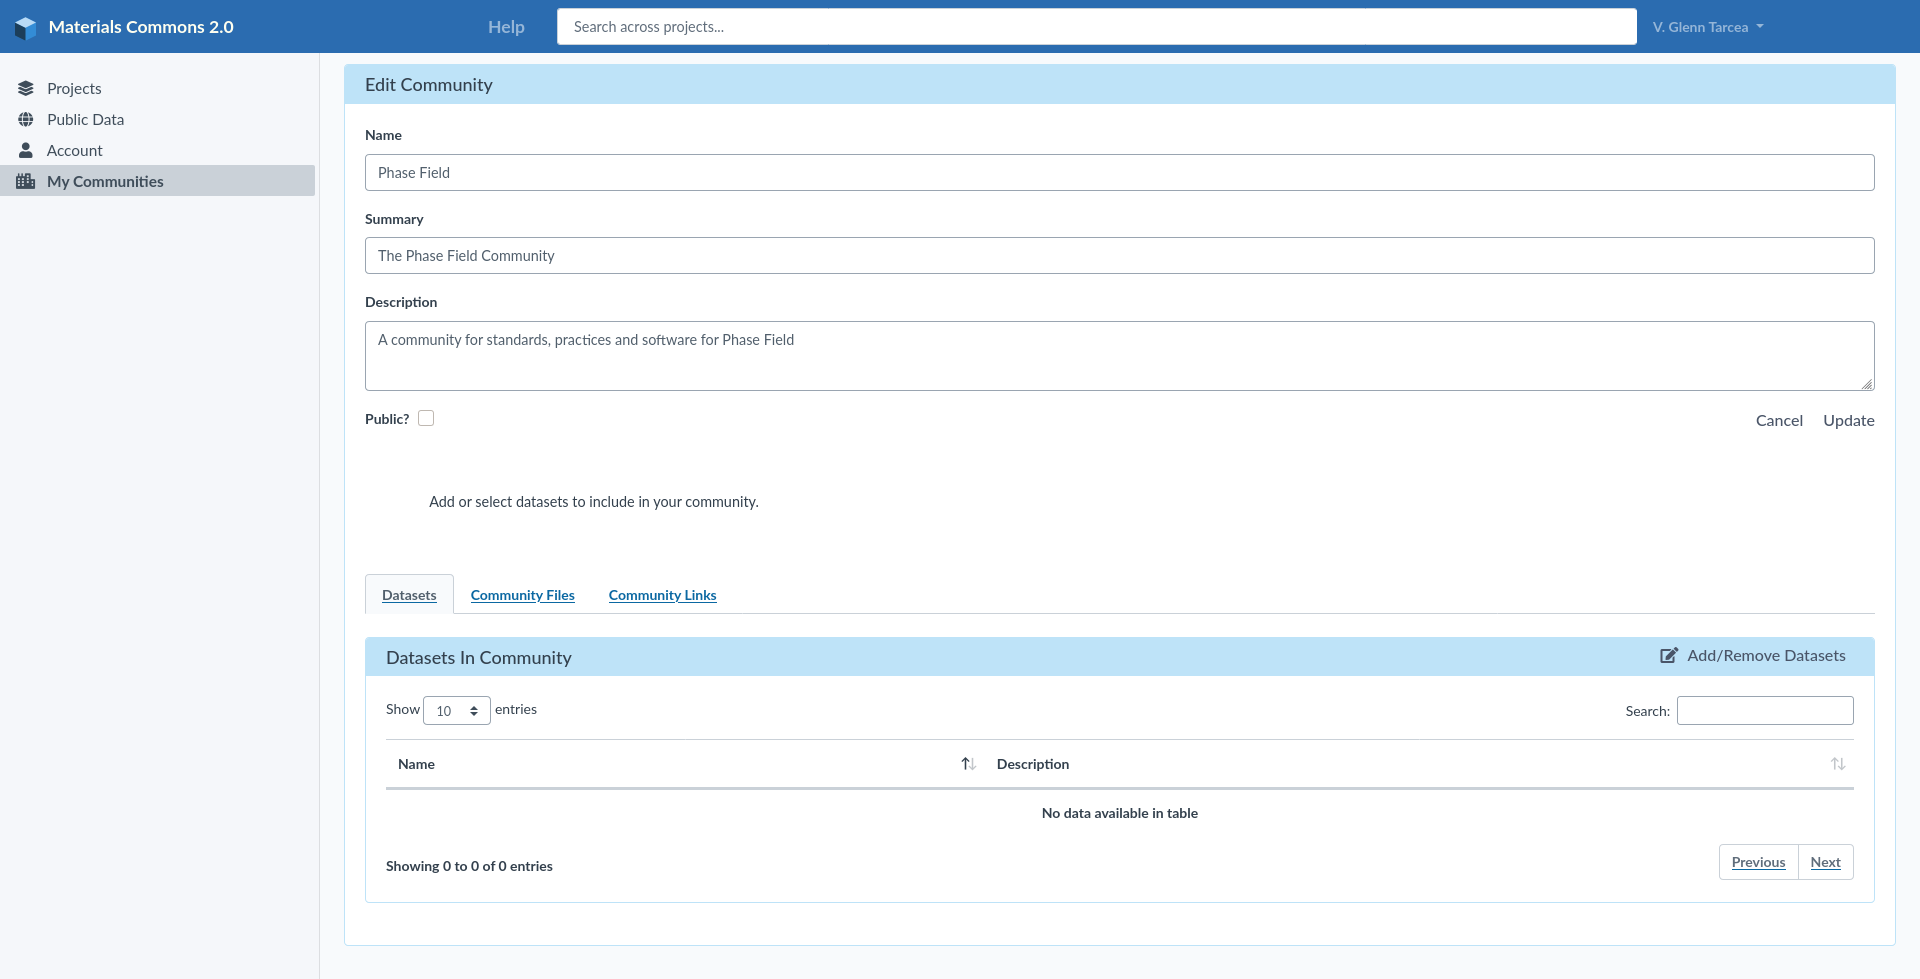 Materials Commons 2.0
Help
Search across projects...
V. Glenn Tarcea
Projects
Public Data
Account
My Communities
Edit Community
Name
Phase Field
Summary
The Phase Field Community
Description
A community for standards, practices and software for Phase Field
Public?
Cancel Update
Add or select datasets to include in your community.
Datasets Community Files Community Links
Datasets In Community
Add/Remove Datasets
Show 10 entries
Search:
Name Description
No data available in table
Showing 0 to 0 of 0 entries
Previous Next